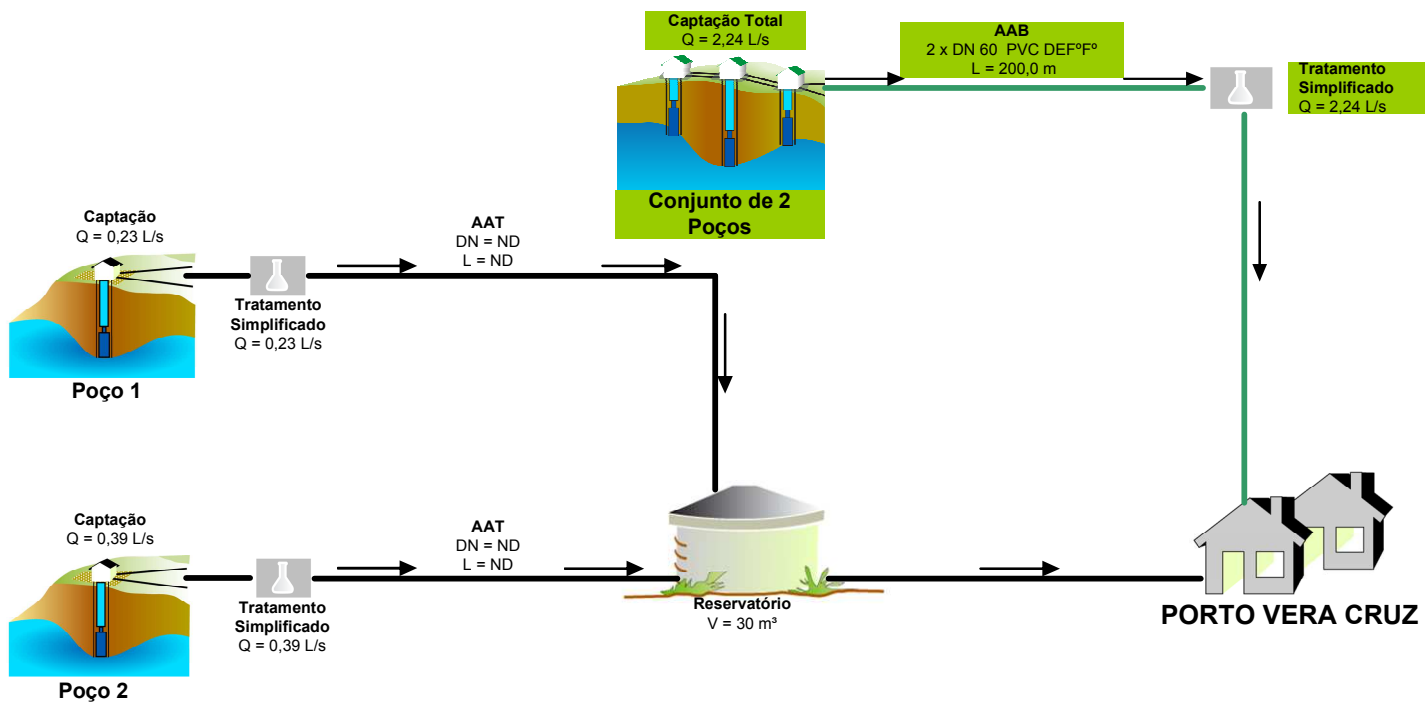 Captação Total
Q = 2,24 L/s
AAB
2 x DN 60 PVC DEFºFº
L = 200,0 m
Tratamento
Simplificado
Q = 2,24 L/s
Conjunto de 2
Poços
Captação
Q = 0,23 L/s
AAT
DN = ND
L = ND
Tratamento
Simplificado
Q = 0,23 L/s
Poço 1
Captação
Q = 0,39 L/s
AAT
DN = ND
L = ND
Tratamento
Simplificado
Q = 0,39 L/s
Poço 2
Reservatório
V = 30 m³
PORTO VERA CRUZ